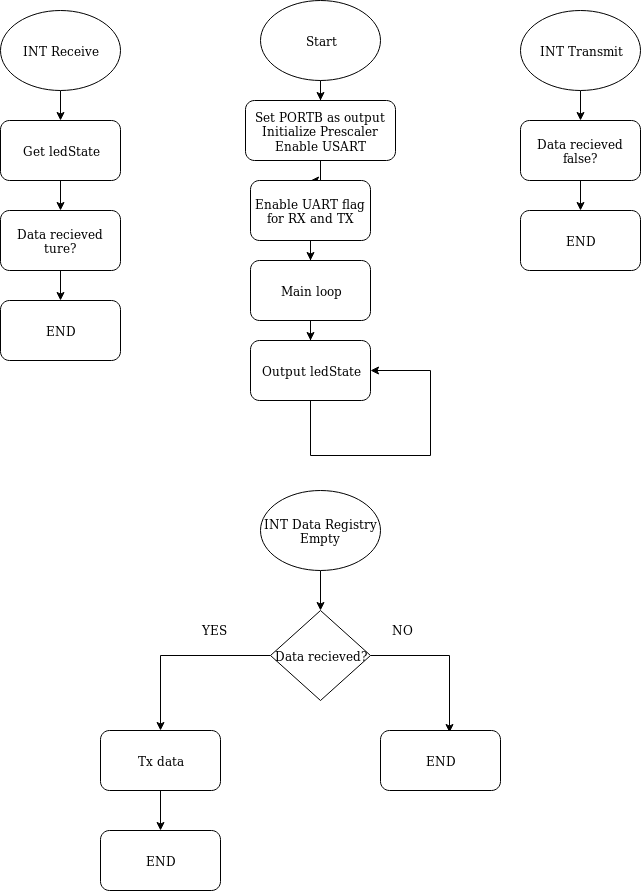 INT Receive
Get ledState
Data recieved
ture?
END
Start
Set PORTB as output
Initialize Prescaler
Enable USART
Enable UART flag
for RX and TX
Main loop
Output ledState
INT Transmit
Data recieved
false?
END
INT Data Registry
Empty
Data recieved?
YES
NO
Tx data
END
END